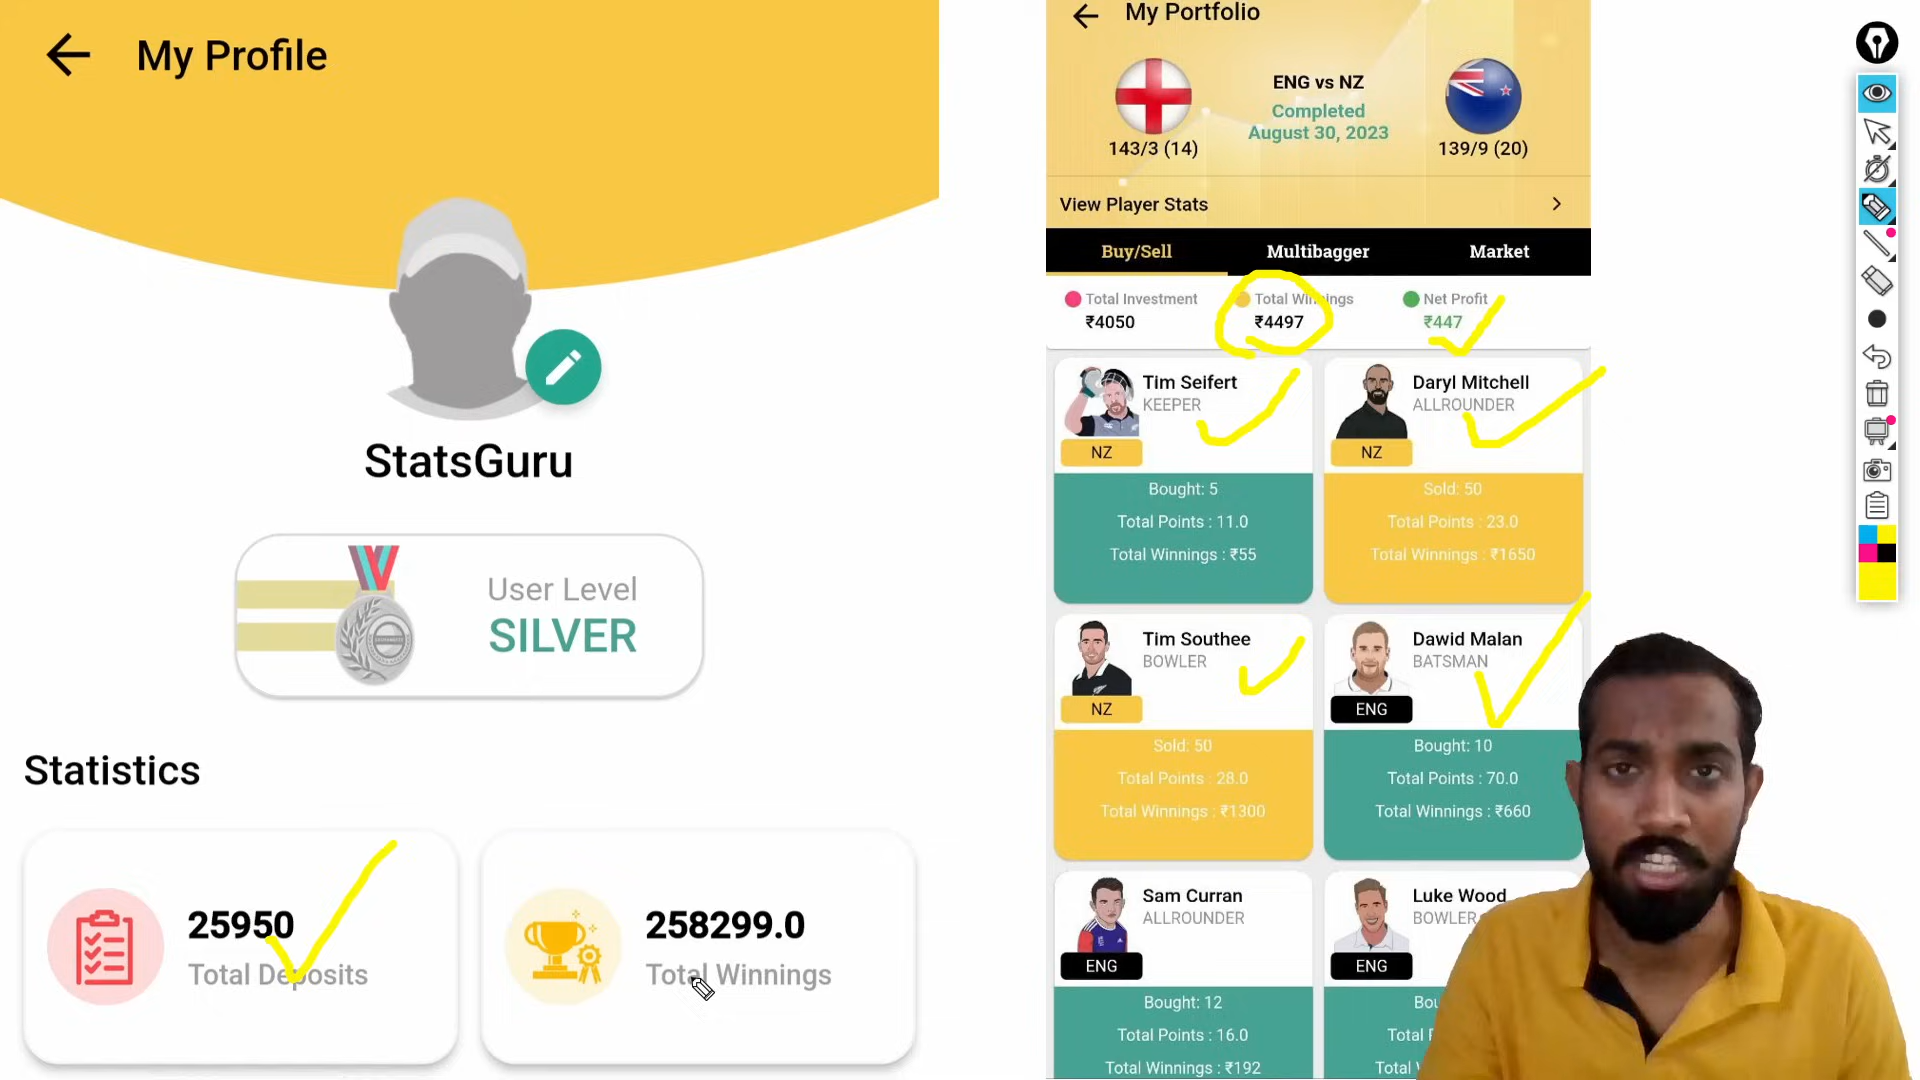 My Profile
StatsGuru
User Level
SILVER
Statistics
25950
Total Deposits
258299.0
Total Winnings
My Portfolio
ENG vs NZ
Completed
August 30, 2023
143/3 (14)
139/9 (20)
View Player Stats
Buy/Sell
Multibagger
Market
Total Investment
₹4050
Total Winnings
₹4497
Net Profit
₹447
Tim Seifert
KEEPER
NZ
Bought: 5
Total Points : 11.0
Total Winnings : ₹55
Daryl Mitchell
ALLROUNDER
NZ
Sold: 50
Total Points : 23.0
Total Winnings : ₹1650
Tim Southee
BOWLER
NZ
Sold: 50
Total Points : 28.0
Total Winnings : ₹1300
Dawid Malan
BATSMAN
ENG
Bought: 10
Total Points : 70.0
Total Winnings : ₹660
Sam Curran
ALLROUNDER
ENG
Bought: 12
Total Points : 16.0
Total Winnings : ₹192
Luke Wood
BOWLER
ENG